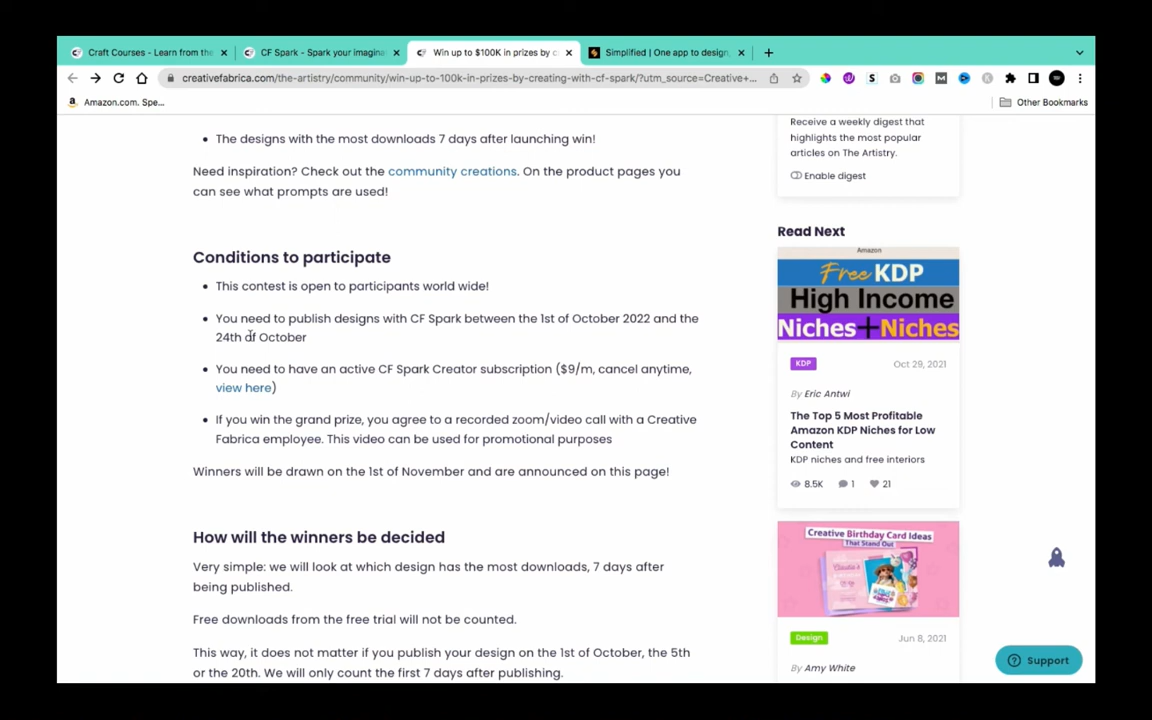 Craft Courses - Learn from the
CF Spark - Spark your imagina
Win up to $100K in prizes by c
Simplified | One app to design,
creativefabrica.com/the-artistry/community/win-up-to-100k-in-prizes-by-creating-with-cf-spark/?utm_source=Creative+...
Amazon.com. Spe...
Other Bookmarks
The designs with the most downloads 7 days after launching win!
Need inspiration? Check out the community creations. On the product pages you
can see what prompts are used!
Conditions to participate
This contest is open to participants world wide!
You need to publish designs with CF Spark between the 1st of October 2022 and the
24th of October
You need to have an active CF Spark Creator subscription ($9/m, cancel anytime,
view here)
If you win the grand prize, you agree to a recorded zoom/video call with a Creative
Fabrica employee. This video can be used for promotional purposes
Winners will be drawn on the 1st of November and are announced on this page!
How will the winners be decided
Very simple: we will look at which design has the most downloads, 7 days after
being published.
Free downloads from the free trial will not be counted.
This way, it does not matter if you publish your design on the 1st of October, the 5th
or the 20th. We will only count the first 7 days after publishing.
Receive a weekly digest that
highlights the most popular
articles on The Artistry.
Enable digest
Read Next
Amazon
Free KDP
High Income
Niches+Niches
KDP
Oct 29, 2021
By Eric Antwi
The Top 5 Most Profitable
Amazon KDP Niches for Low
Content
KDP niches and free interiors
8.5K 1 21
Creative Birthday Card Ideas
That Stand Out
Design
Jun 8, 2021
By Amy White
Support